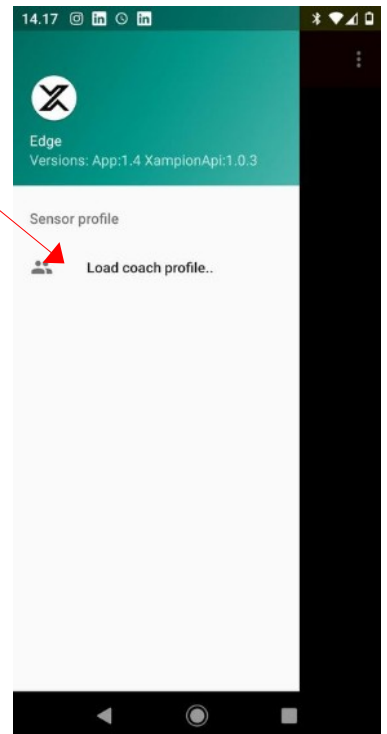 14.17
Edge
Versions: App:1.4 XampionApi:1.0.3
Sensor profile
Load coach profile..